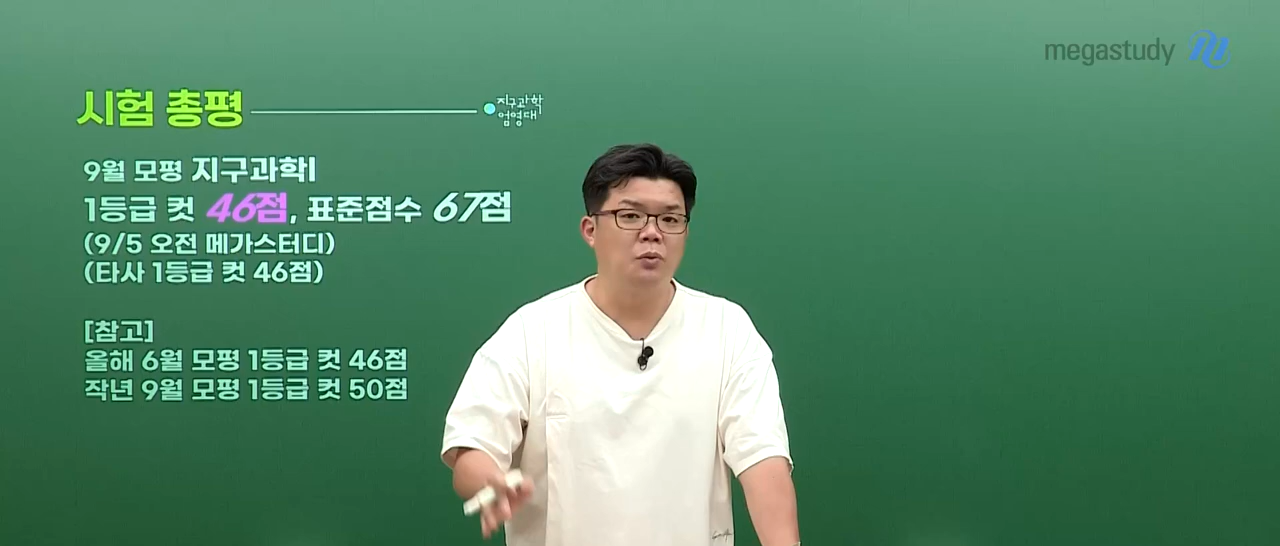 megastudy
시험 총평
지구과학
엄영대
9월 모평 지구과학I
1등급 컷 46점, 표준점수 67점
(9/5 오전 메가스터디)
(타사 1등급 컷 46점)
[참고]
올해 6월 모평 1등급 컷 46점
작년 9월 모평 1등급 컷 50점